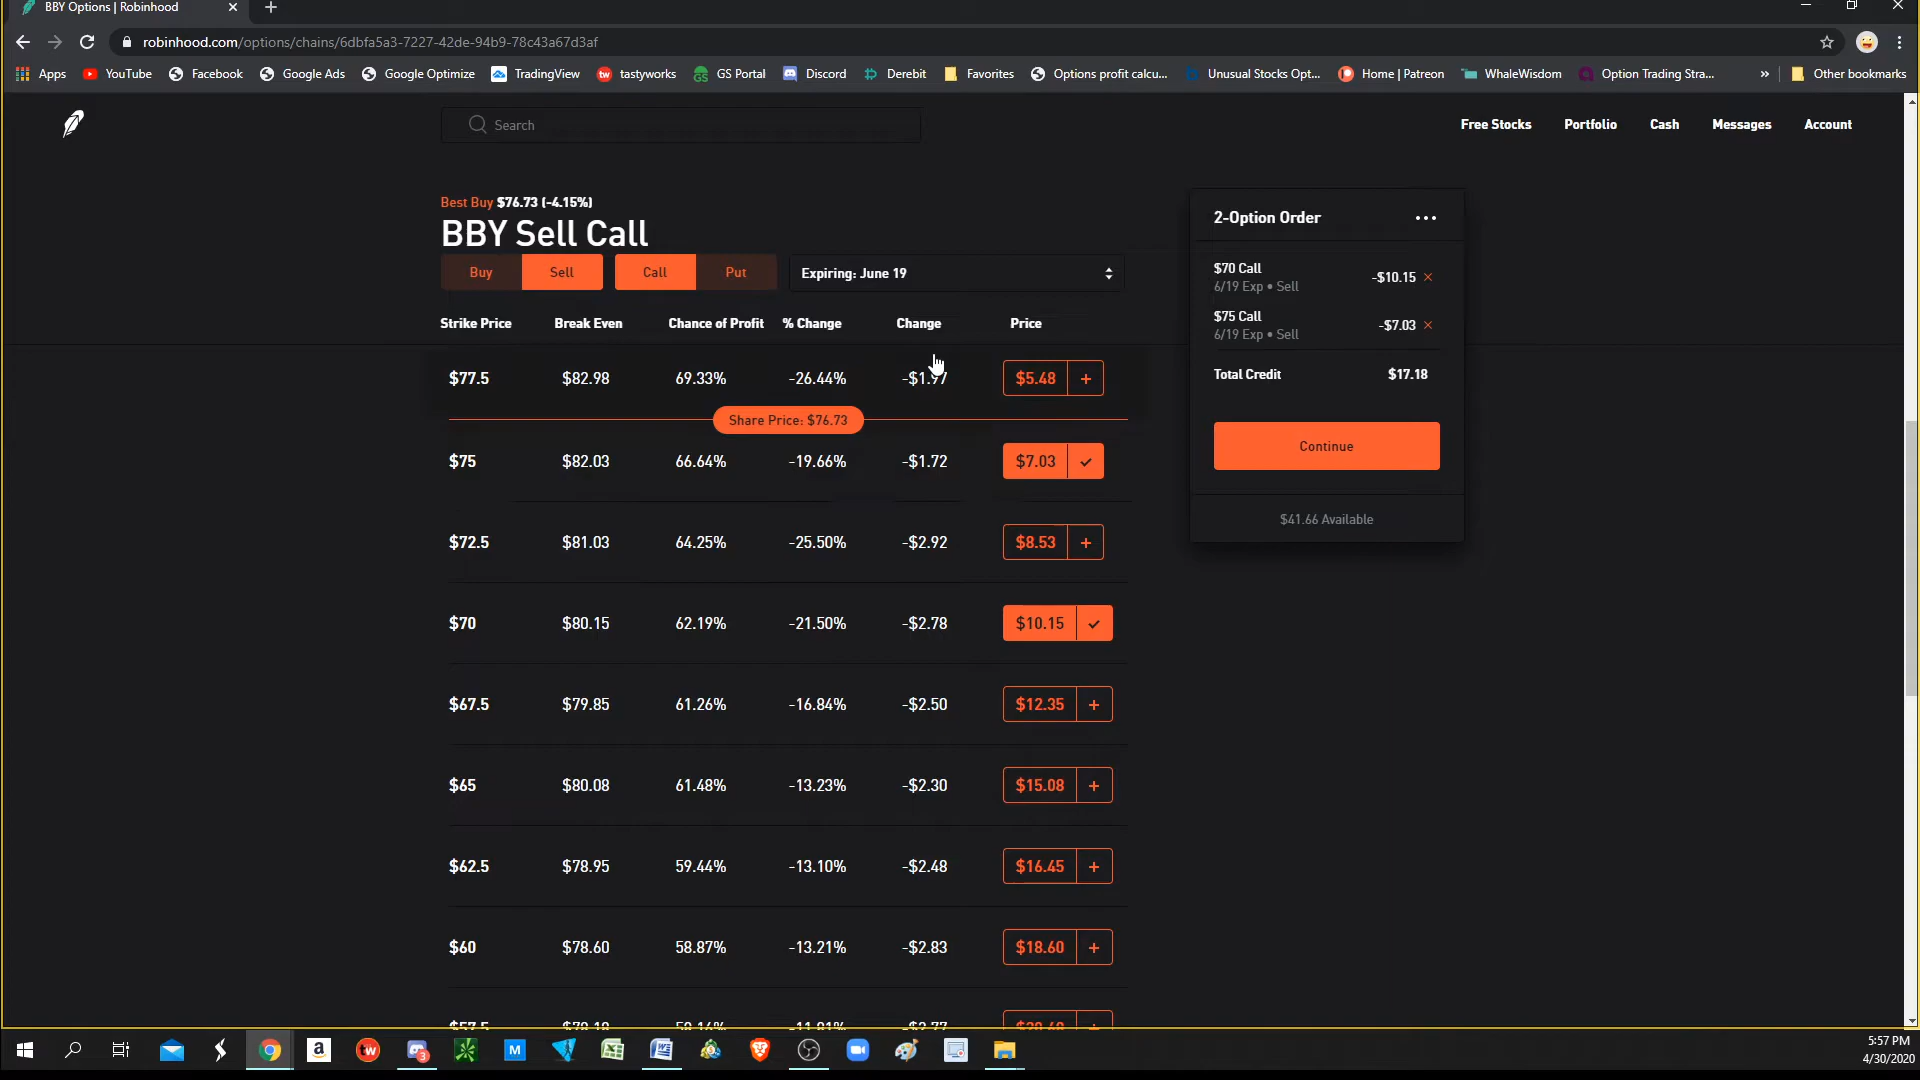 BBY Options | Robinhood
robinhood.com/options/chains/6dbfa5a3-7227-42de-94b9-78c43a67d3af
Apps YouTube Facebook Google Ads Google Optimize TradingView tastyworks GS Portal Discord Deribit Favorites Options profit calcu... Unusual Stocks Opt... Home | Patreon WhaleWisdom Option Trading Stra... » Other bookmarks
Search
Free Stocks Portfolio Cash Messages Account
Best Buy $76.73 (-4.15%)
BBY Sell Call
Buy Sell Call Put Expiring: June 19
Strike Price Break Even Chance of Profit % Change Change Price
$77.5 $82.98 69.33% -26.44% -$1.97 $5.48 +
Share Price: $76.73
$75 $82.03 66.64% -19.66% -$1.72 $7.03
$72.5 $81.03 64.25% -25.50% -$2.92 $8.53 +
$70 $80.15 62.19% -21.50% -$2.78 $10.15
$67.5 $79.85 61.26% -16.84% -$2.50 $12.35 +
$65 $80.08 61.48% -13.23% -$2.30 $15.08 +
$62.5 $78.95 59.44% -13.10% -$2.48 $16.45 +
$60 $78.60 58.87% -13.21% -$2.83 $18.60 +
2-Option Order
$70 Call
6/19 Exp • Sell
-$10.15
$75 Call
6/19 Exp • Sell
-$7.03
Total Credit $17.18
Continue
$41.66 Available
5:57 PM
4/30/2020